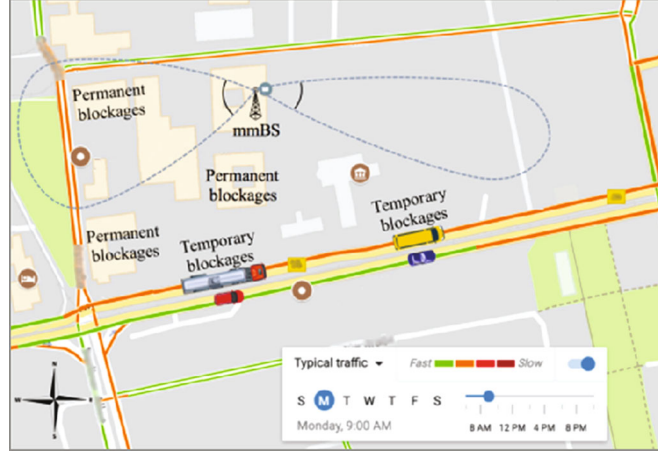 Permanent
blockages
mmBS
Permanent
blockages
Temporary
blockages
Permanent
blockages
Temporary
blockages
Typical traffic
Fast
Slow
S M T W T F S
Monday, 9:00 AM
8 AM 12 PM 4 PM 8 PM
N
W
E
S